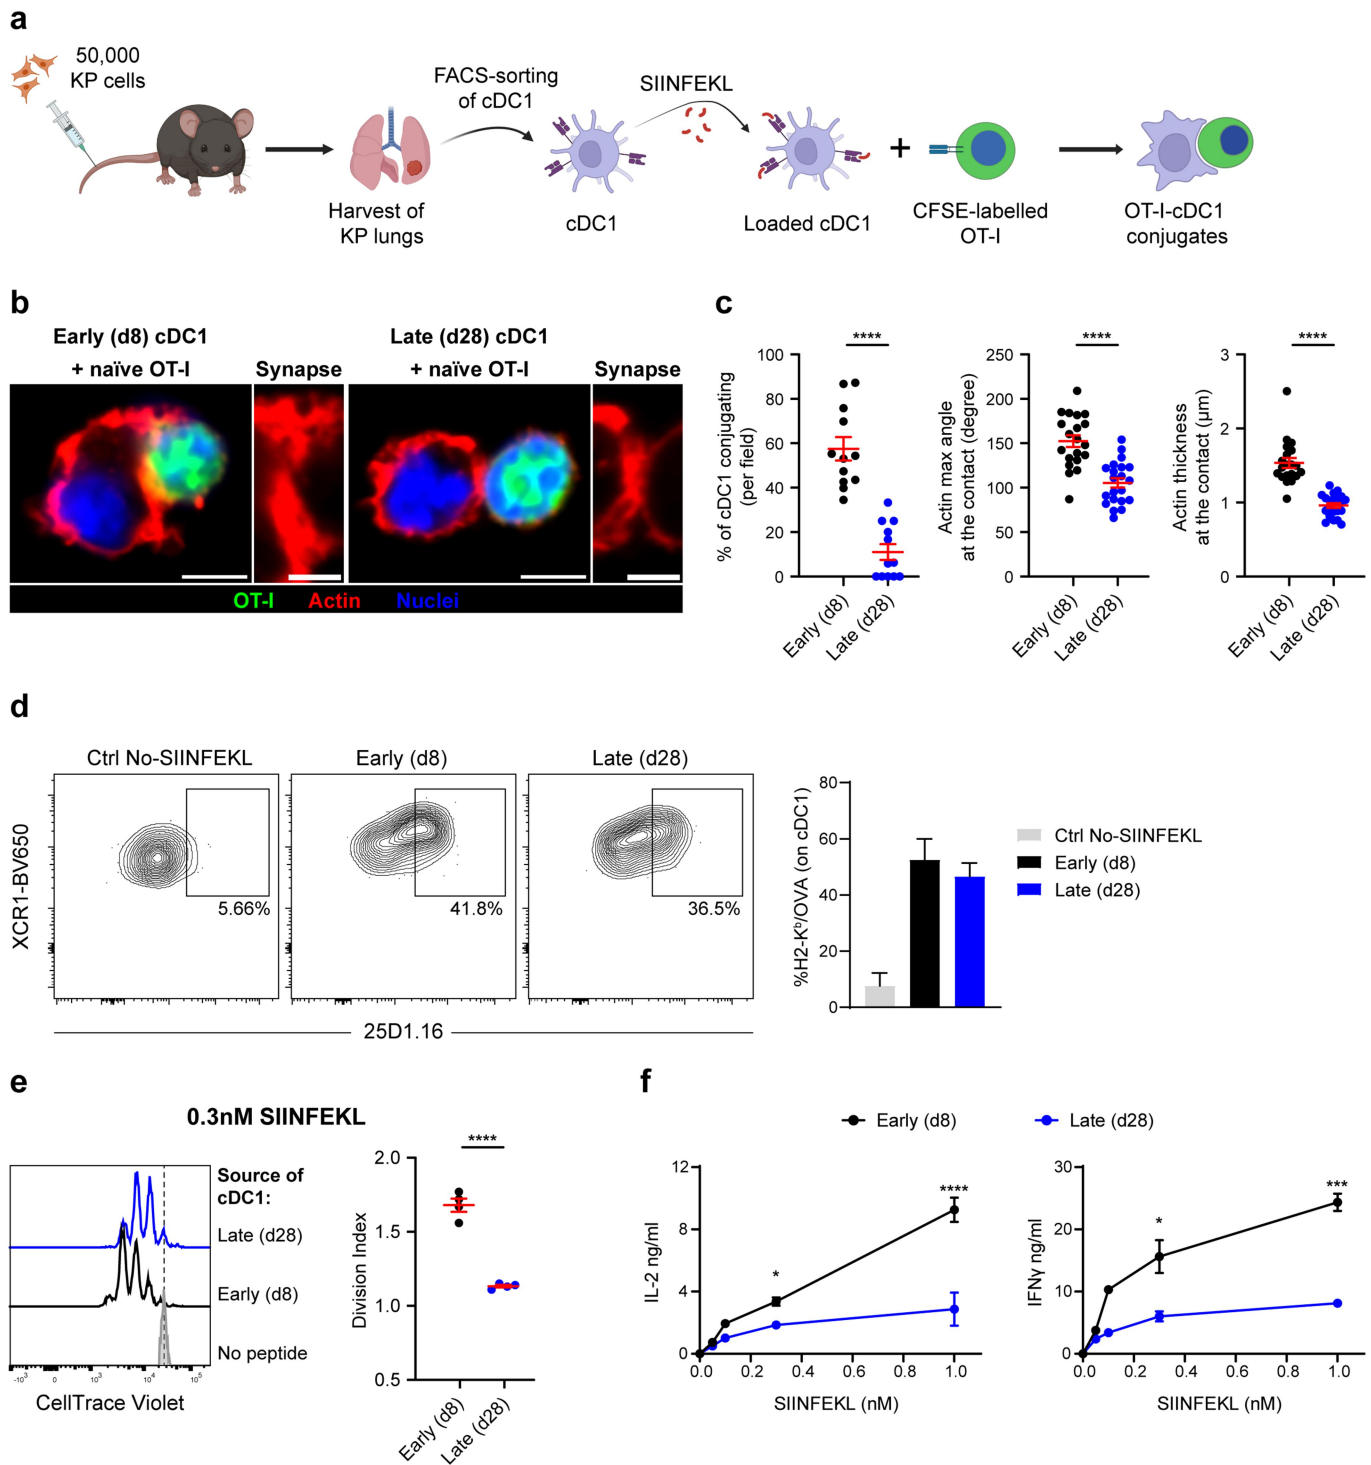 a
50,000
KP cells
FACS-sorting
of cDC1
SIINFEKL
+
Harvest of
KP lungs
cDC1
Loaded cDC1
CFSE-labelled
OT-I
OT-I-cDC1
conjugates
b
Early (d8) cDC1
+ naïve OT-I
Synapse
Late (d28) cDC1
+ naïve OT-I
Synapse
OT-I Actin Nuclei
c
****
% of cDC1 conjugating
(per field)
100
80
60
40
20
0
Early (d8)
Late (d28)
****
Actin max angle
at the contact (degree)
250
200
150
100
50
0
Early (d8)
Late (d28)
****
Actin thickness
at the contact (µm)
3
2
1
0
Early (d8)
Late (d28)
d
Ctrl No-SIINFEKL
Early (d8)
Late (d28)
XCR1-BV650
5.66%
41.8%
36.5%
25D1.16
%H2-Kᵇ/OVA (on cDC1)
80
60
40
20
0
Ctrl No-SIINFEKL
Early (d8)
Late (d28)
e
0.3nM SIINFEKL
Source of
cDC1:
Late (d28)
Early (d8)
No peptide
-10³ 0 10³ 10⁴ 10⁵
CellTrace Violet
****
Division Index
2.0
1.5
1.0
0.5
Early (d8)
Late (d28)
f
Early (d8)
Late (d28)
IL-2 ng/ml
12
8
4
0
*
****
0.0 0.2 0.4 0.6 0.8 1.0
SIINFEKL (nM)
IFNγ ng/ml
30
20
10
0
*
***
0.0 0.2 0.4 0.6 0.8 1.0
SIINFEKL (nM)